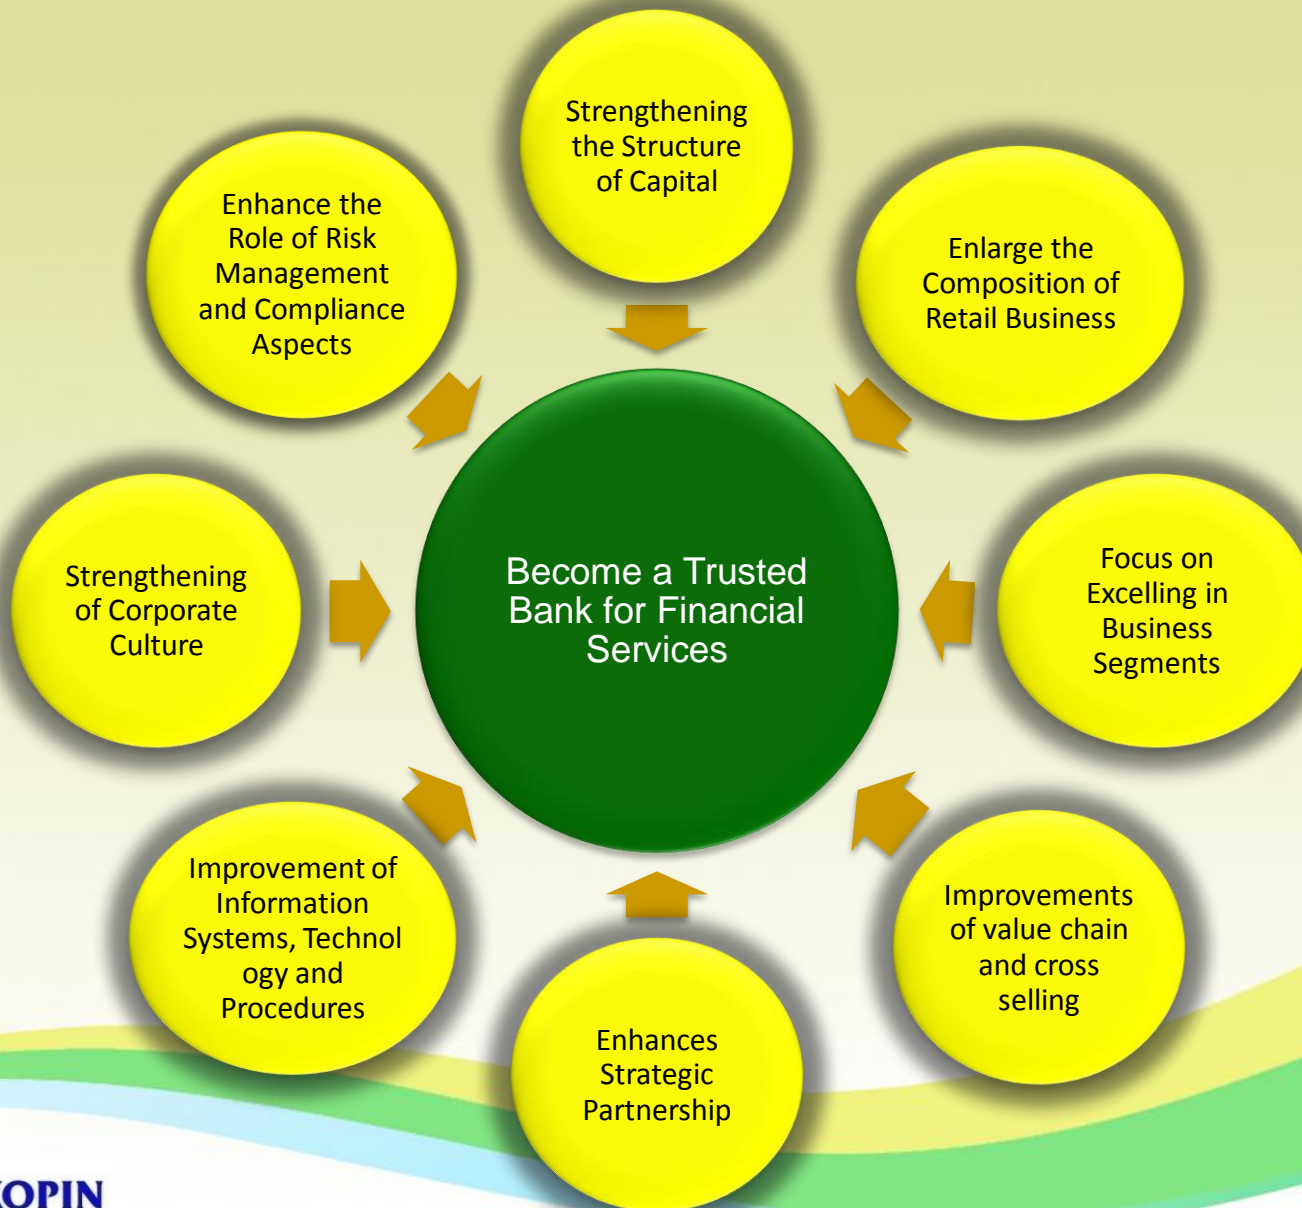 Strengthening
the Structure
of Capital
Enlarge the
Composition of
Retail Business
Focus on
Excelling in
Business
Segments
Improvements
of value chain
and cross
selling
Enhances
Strategic
Partnership
Improvement of
Information
Systems, Technol
ogy and
Procedures
Strengthening
of Corporate
Culture
Enhance the
Role of Risk
Management
and Compliance
Aspects
Become a Trusted
Bank for Financial
Services
KOPIN